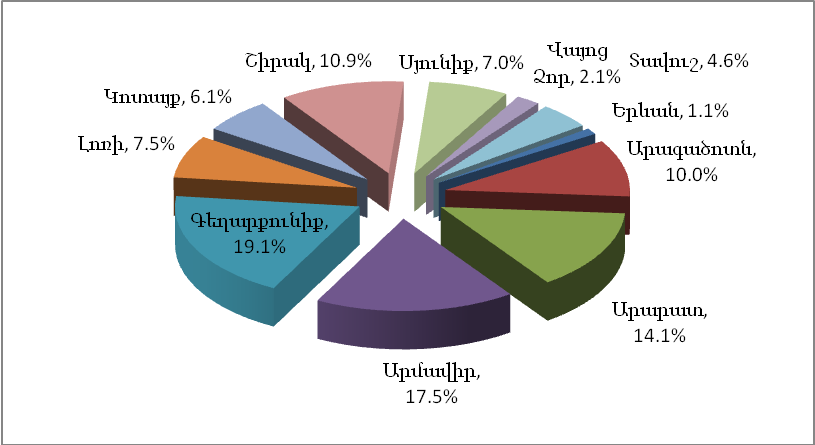 Շիրակ, 10.9%
Սյունիք, 7.0%
Վայոց
Ձոր, 2.1%
Տավուշ, 4.6%
Կոտայք, 6.1%
Երևան, 1.1%
Լոռի, 7.5%
Արագածոտն,
10.0%
Գեղարքունիք,
19.1%
Արարատ,
14.1%
Արմավիր,
17.5%